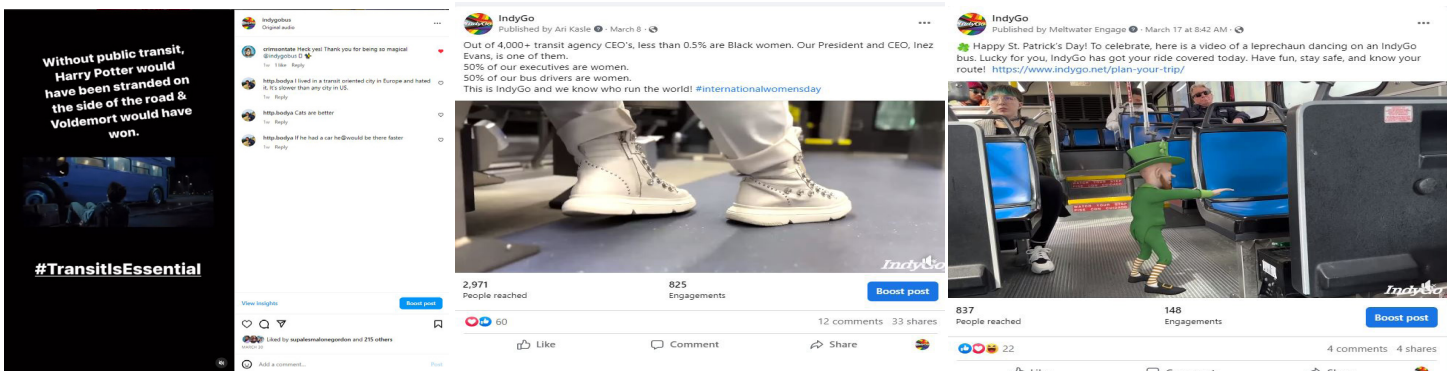 Without public transit,
Harry Potter would
have been stranded on
the side of the road &
Voldemort would have
won.
#TransitIsEssential
indygobus
Original audio
crimsontate Heck yes! Thank you for being so magical
@indygobus
1w 1 like Reply
http.bodya I lived in a transit oriented city in Europe and hated
it. It's slower than any city in US.
1w Reply
http.bodya Cats are better
1w Reply
http.bodya If he had a car he@would be there faster
1w Reply
View insights
Boost post
Liked by supalesmalonegordon and 215 others
MARCH
Add a comment...
Post
IndyGo
Published by Ari Kasle · March 8 ·
Out of 4,000+ transit agency CEO's, less than 0.5% are Black women. Our President and CEO, Inez
Evans, is one of them.
50% of our executives are women.
50% of our bus drivers are women.
This is IndyGo and we know who run the world! #internationalwomensday
IndyGo
2,971
People reached
825
Engagements
Boost post
60
12 comments 33 shares
Like Comment Share
IndyGo
Published by Meltwater Engage · March 17 at 8:42 AM ·
Happy St. Patrick's Day! To celebrate, here is a video of a leprechaun dancing on an IndyGo
bus. Lucky for you, IndyGo has got your ride covered today. Have fun, stay safe, and know your
route! https://www.indygo.net/plan-your-trip/
IndyGo
837
People reached
148
Engagements
Boost post
22
4 comments 4 shares